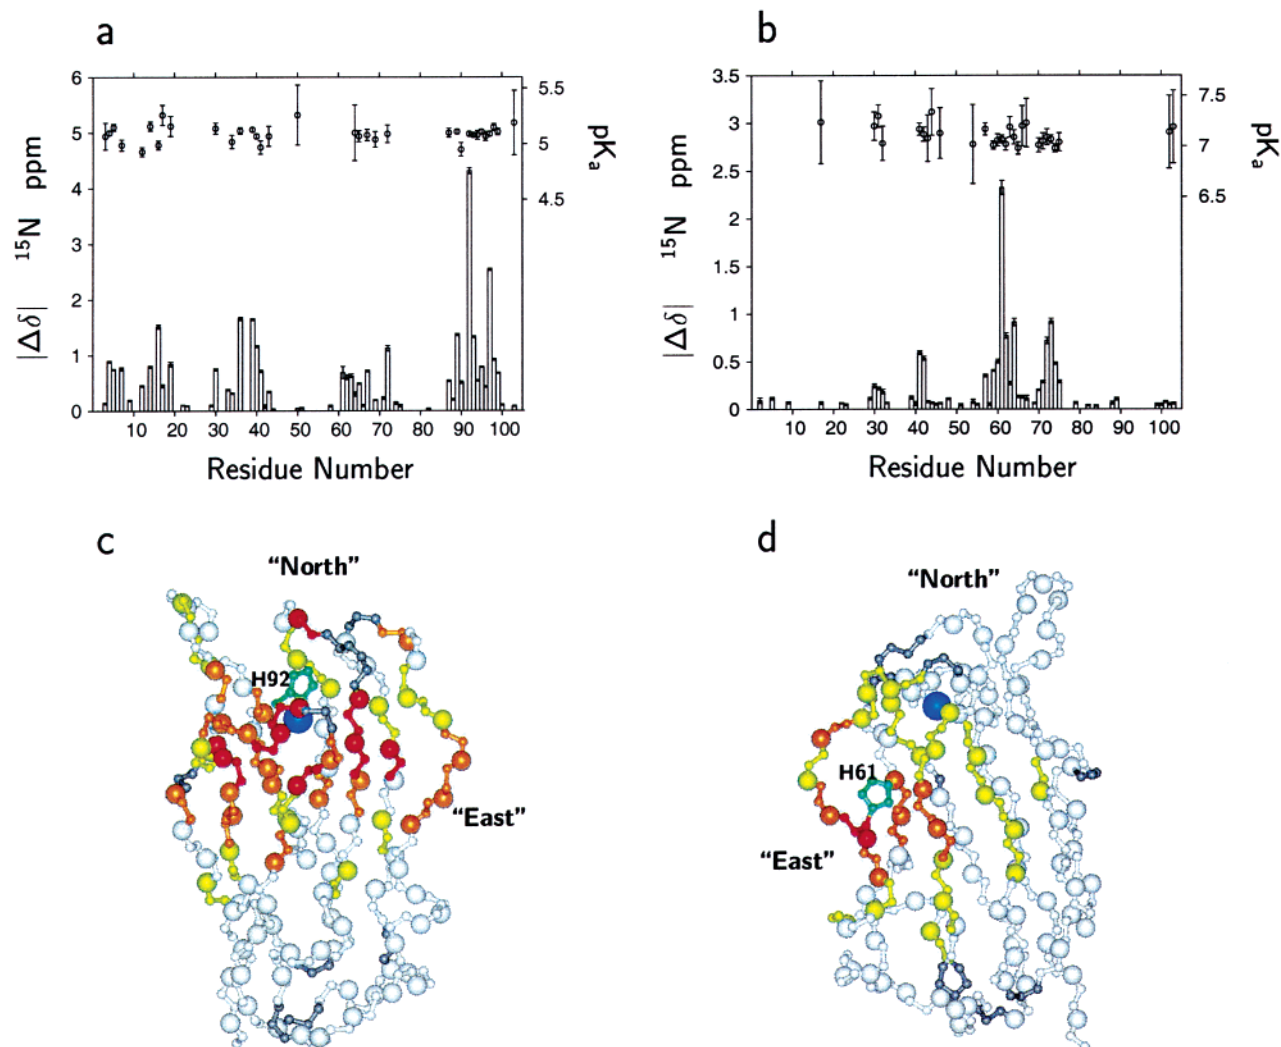 a
6
5
4
3
2
1
0
|Δδ| ¹⁵N ppm
5.5
5
4.5
pKₐ
10 20 30 40 50 60 70 80 90 100
Residue Number
b
3.5
3
2.5
2
1.5
1
0.5
0
|Δδ| ¹⁵N ppm
7.5
7
6.5
pKₐ
10 20 30 40 50 60 70 80 90 100
Residue Number
c
“North”
H92
“East”
d
“North”
H61
“East”